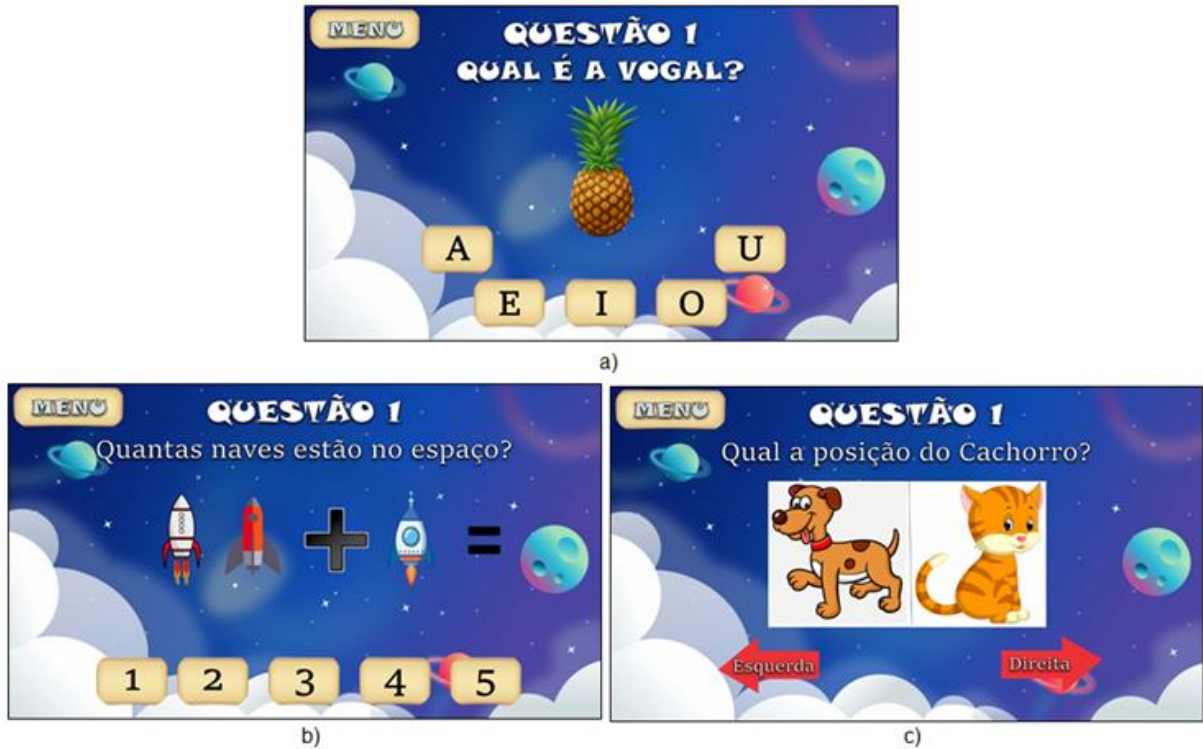 MENU
QUESTÃO 1
QUAL É A VOGAL?
A
U
E I O
a)
MENU
QUESTÃO 1
Quantas naves estão no espaço?
+ =
1 2 3 4 5
b)
MENU
QUESTÃO 1
Qual a posição do Cachorro?
Esquerda
Direita
c)